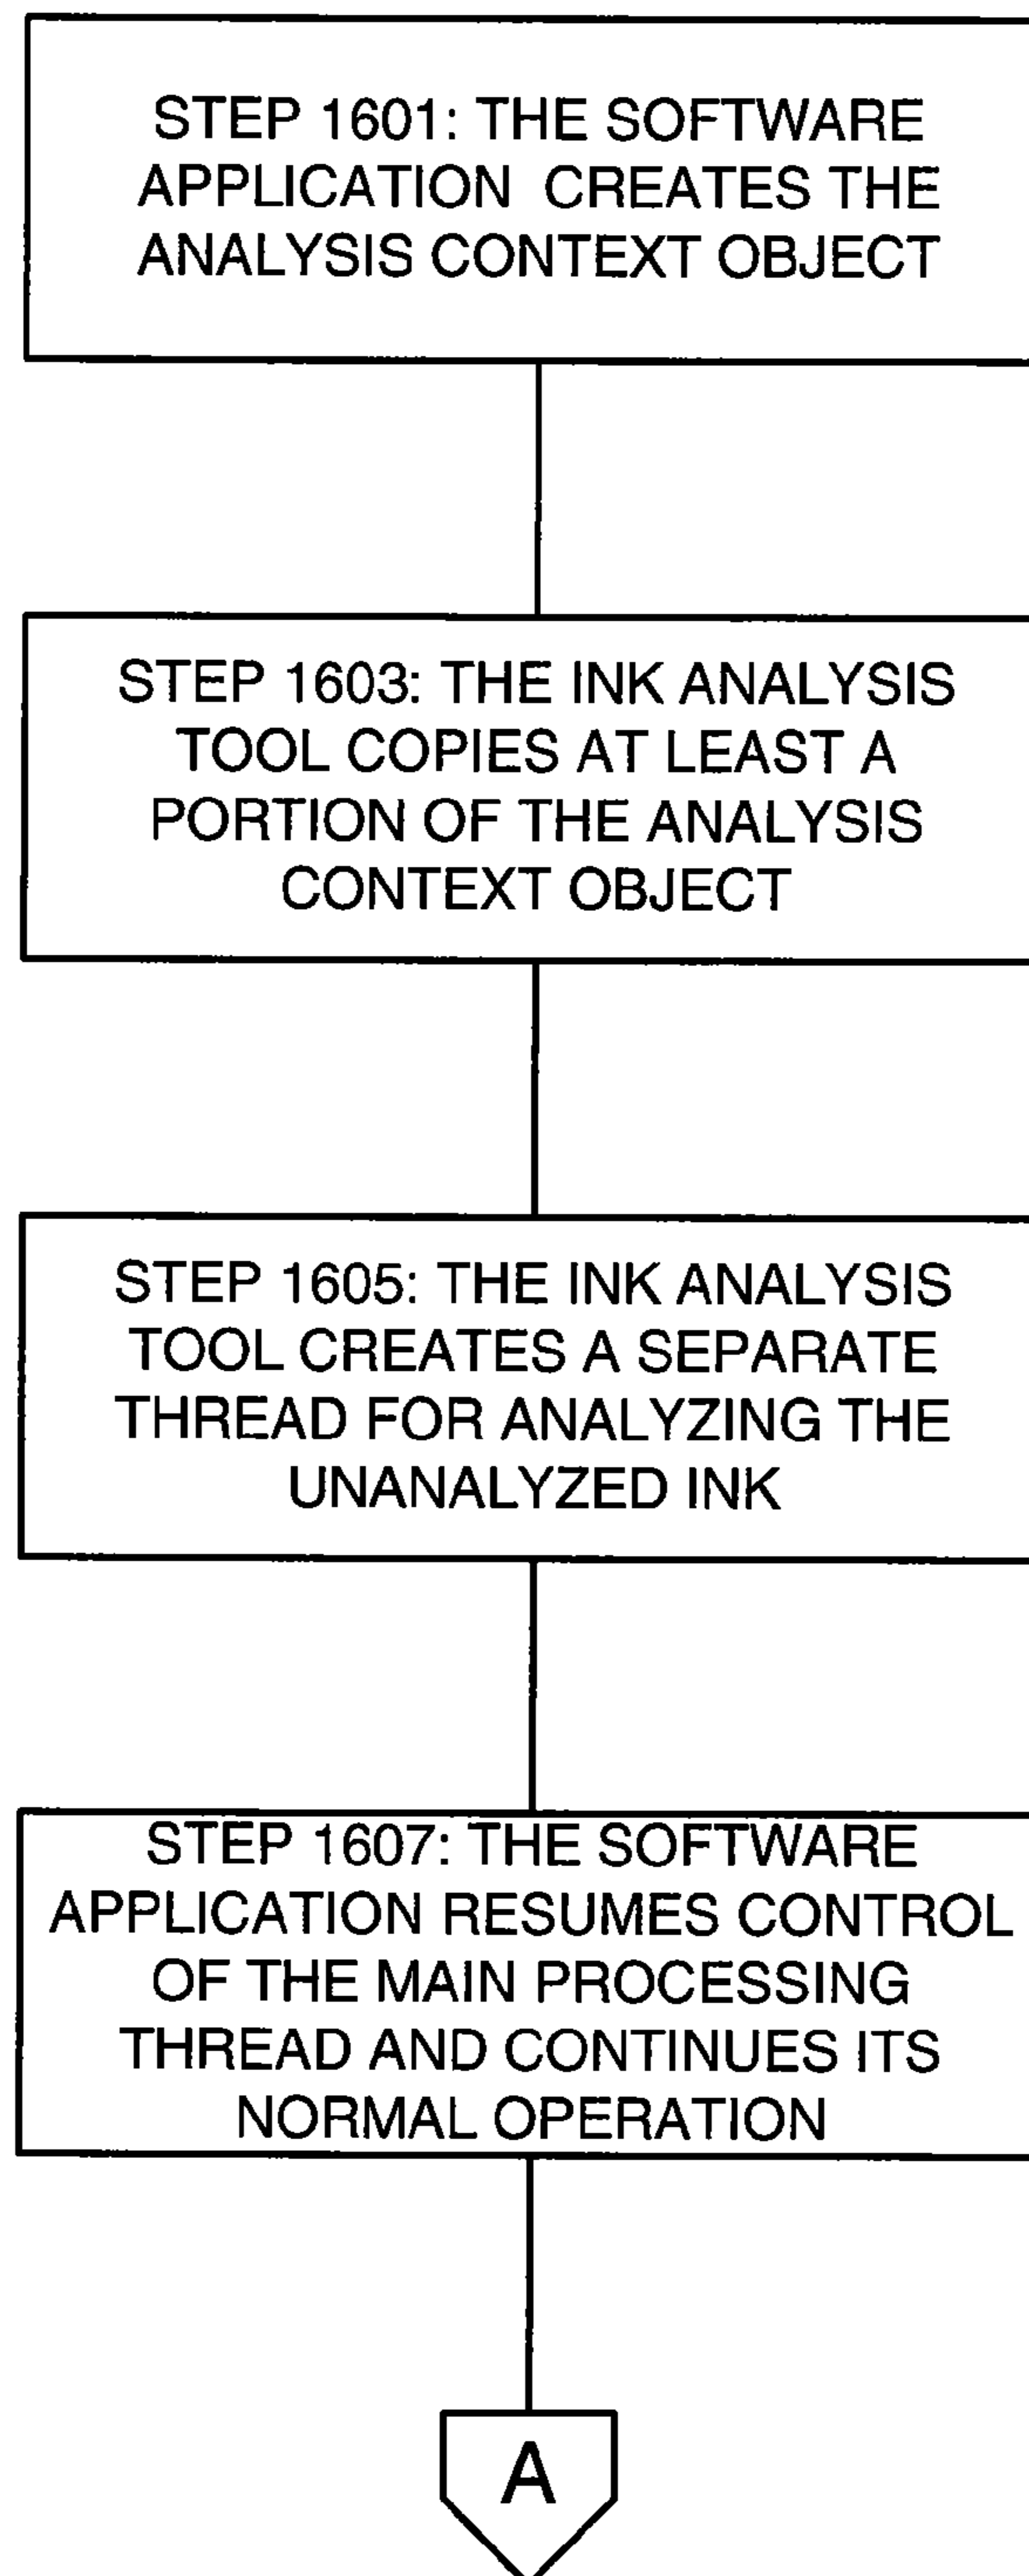 STEP 1601: THE SOFTWARE
APPLICATION CREATES THE
ANALYSIS CONTEXT OBJECT
STEP 1603: THE INK ANALYSIS
TOOL COPIES AT LEAST A
PORTION OF THE ANALYSIS
CONTEXT OBJECT
STEP 1605: THE INK ANALYSIS
TOOL CREATES A SEPARATE
THREAD FOR ANALYZING THE
UNANALYZED INK
STEP 1607: THE SOFTWARE
APPLICATION RESUMES CONTROL
OF THE MAIN PROCESSING
THREAD AND CONTINUES ITS
NORMAL OPERATION
A